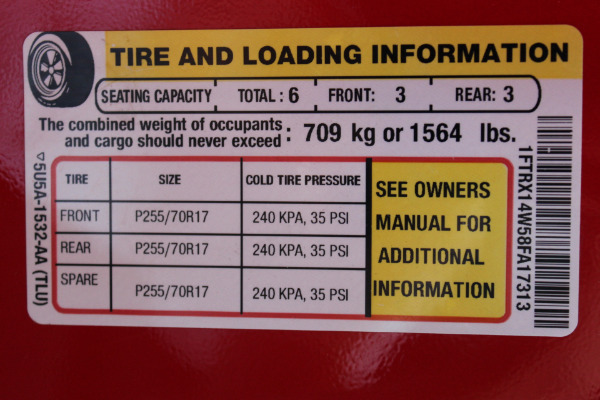 TIRE AND LOADING INFORMATION
SEATING CAPACITY TOTAL : 6 FRONT: 3 REAR: 3
The combined weight of occupants and cargo should never exceed : 709 kg or 1564 lbs.
TIRE SIZE COLD TIRE PRESSURE
FRONT P255/70R17 240 KPA, 35 PSI
REAR P255/70R17 240 KPA, 35 PSI
SPARE P255/70R17 240 KPA, 35 PSI
SEE OWNERS
MANUAL FOR
ADDITIONAL
INFORMATION
▽5U5A-1532-AA (TLU)
1FTRX14W58FA17313